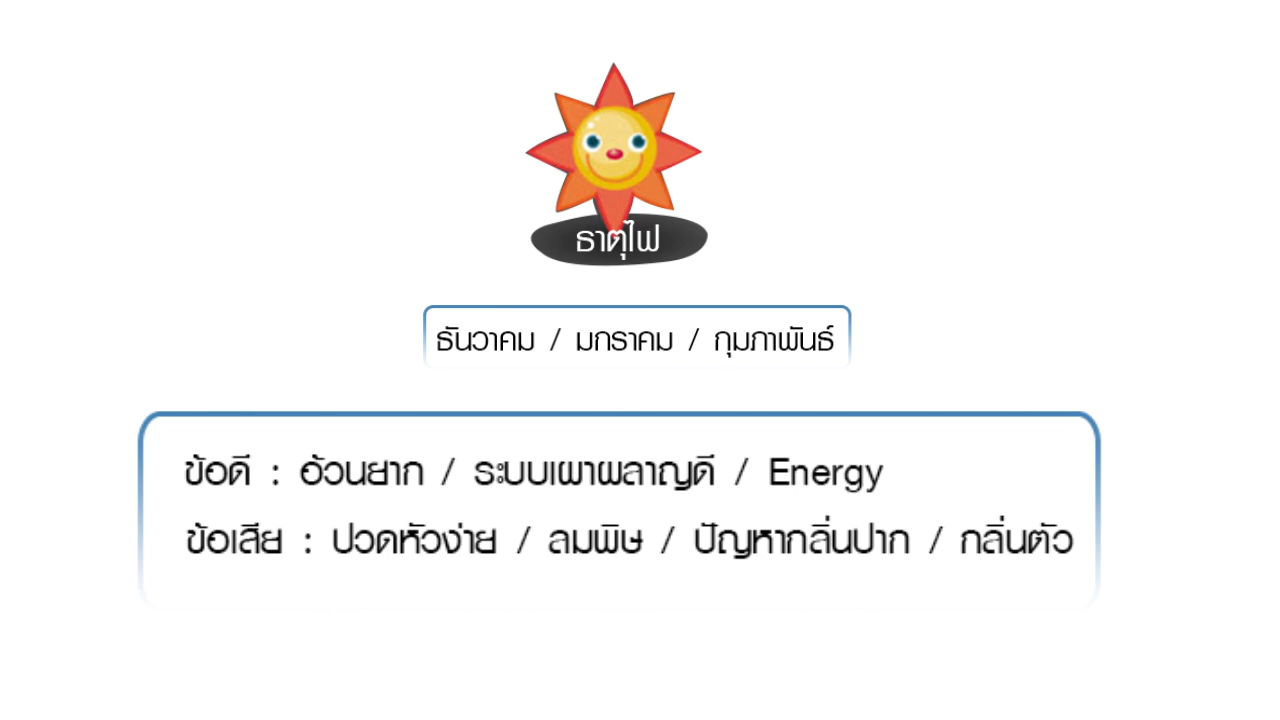 ธาตุไฟ
ธันวาคม / มกราคม / กุมภาพันธ์
ข้อดี : อ้วนยาก / ระบบเผาผลาญดี / Energy
ข้อเสีย : ปวดหัวง่าย / ลมพิษ / ปัญหากลิ่นปาก / กลิ่นตัว